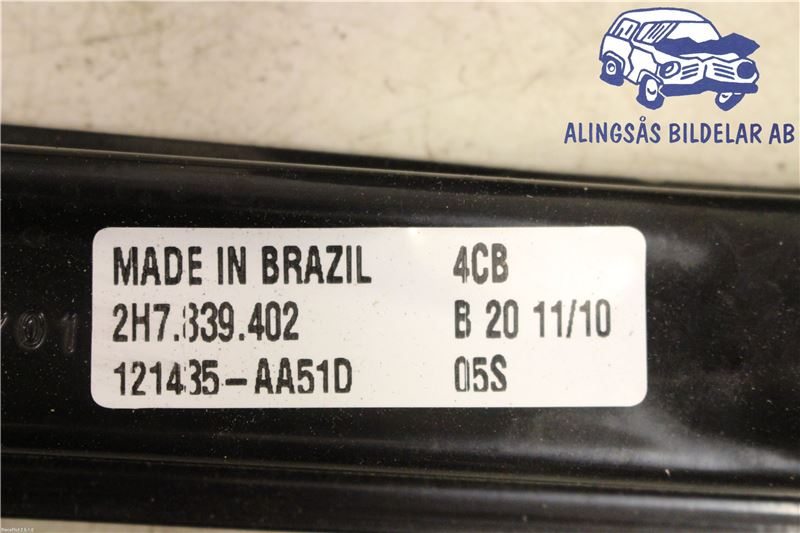 ALINGSÅS BILDELAR AB
MADE IN BRAZIL 4CB
2H7.839.402 B 20 11/10
121435-AA51D 05S